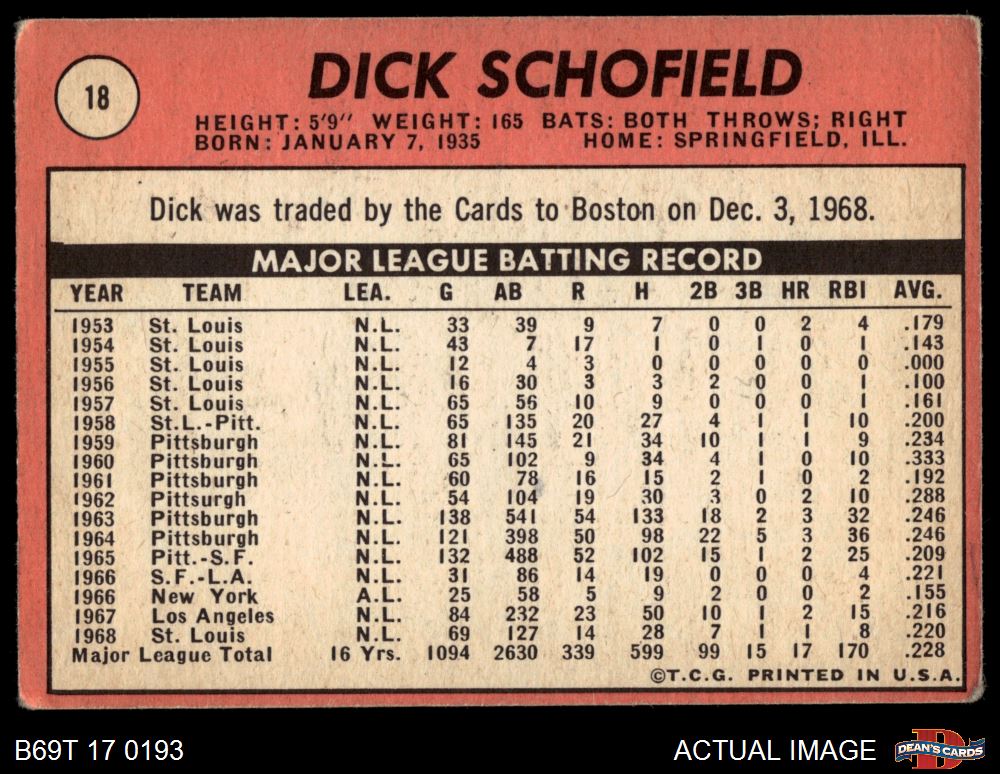 18
DICK SCHOFIELD
HEIGHT: 5'9" WEIGHT: 165 BATS: BOTH THROWS; RIGHT
BORN: JANUARY 7, 1935 HOME: SPRINGFIELD, ILL.
Dick was traded by the Cards to Boston on Dec. 3, 1968.
MAJOR LEAGUE BATTING RECORD
YEAR TEAM LEA. G AB R H 2B 3B HR RBI AVG.
1953 St. Louis N.L. 33 39 9 7 0 0 2 4 .179
1954 St. Louis N.L. 43 7 17 1 0 1 0 1 .143
1955 St. Louis N.L. 12 4 3 0 0 0 0 0 .000
1956 St. Louis N.L. 16 30 3 3 2 0 0 1 .100
1957 St. Louis N.L. 65 56 10 9 0 0 0 1 .161
1958 St.L.-Pitt. N.L. 65 135 20 27 4 1 1 10 .200
1959 Pittsburgh N.L. 81 145 21 34 10 1 1 9 .234
1960 Pittsburgh N.L. 65 102 9 34 4 1 0 10 .333
1961 Pittsburgh N.L. 60 78 16 15 2 1 0 2 .192
1962 Pittsurgh N.L. 54 104 19 30 3 0 2 10 .288
1963 Pittsburgh N.L. 138 541 54 133 18 2 3 32 .246
1964 Pittsburgh N.L. 121 398 50 98 22 5 3 36 .246
1965 Pitt.-S.F. N.L. 132 488 52 102 15 1 2 25 .209
1966 S.F.-L.A. N.L. 31 86 14 19 0 0 0 4 .221
1966 New York A.L. 25 58 5 9 2 0 0 2 .155
1967 Los Angeles N.L. 84 232 23 50 10 1 2 15 .216
1968 St. Louis N.L. 69 127 14 28 7 1 1 8 .220
Major League Total 16 Yrs. 1094 2630 339 599 99 15 17 170 .228
©T.C.G. PRINTED IN U.S.A.
B69T 17 0193 ACTUAL IMAGE DEAN'S CARDS